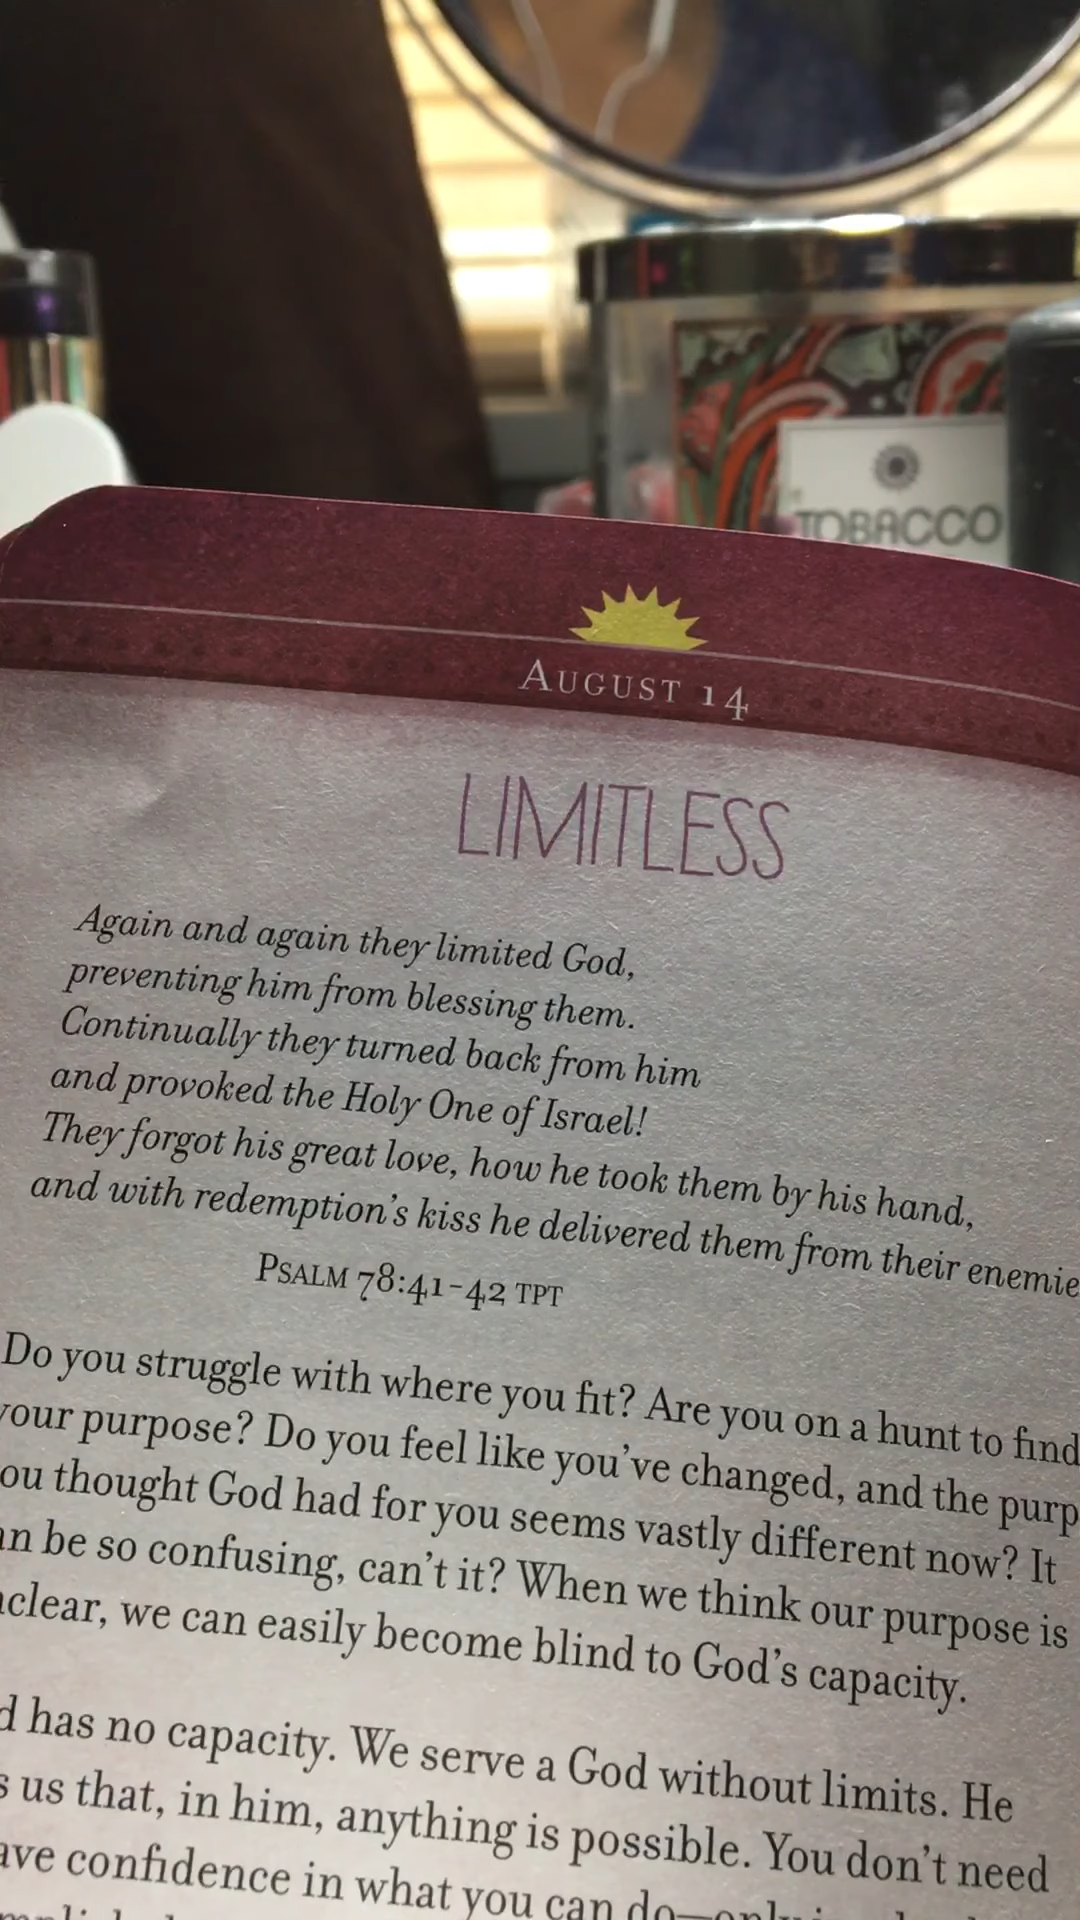 TOBACCO
AUGUST 14
LIMITLESS
Again and again they limited God,
preventing him from blessing them.
Continually they turned back from him
and provoked the Holy One of Israel!
They forgot his great love, how he took them by his hand,
and with redemption's kiss he delivered them from their enemie
PSALM 78:41-42 TPT
Do you struggle with where you fit? Are you on a hunt to find
your purpose? Do you feel like you've changed, and the purp
ou thought God had for you seems vastly different now? It
an be so confusing, can't it? When we think our purpose is
nclear, we can easily become blind to God's capacity.
d has no capacity. We serve a God without limits. He
s us that, in him, anything is possible. You don't need
ave confidence in what you can do—only